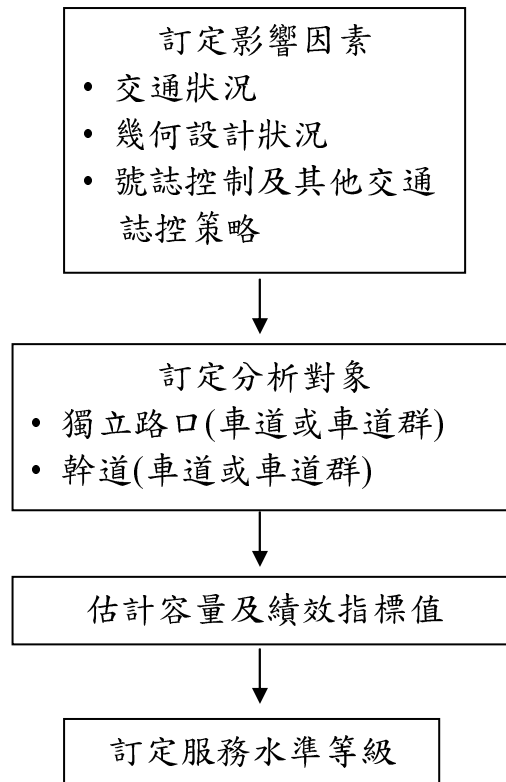 訂定影響因素
• 交通狀況
• 幾何設計狀況
• 號誌控制及其他交通
誌控策略
訂定分析對象
• 獨立路口(車道或車道群)
• 幹道(車道或車道群)
估計容量及績效指標值
訂定服務水準等級